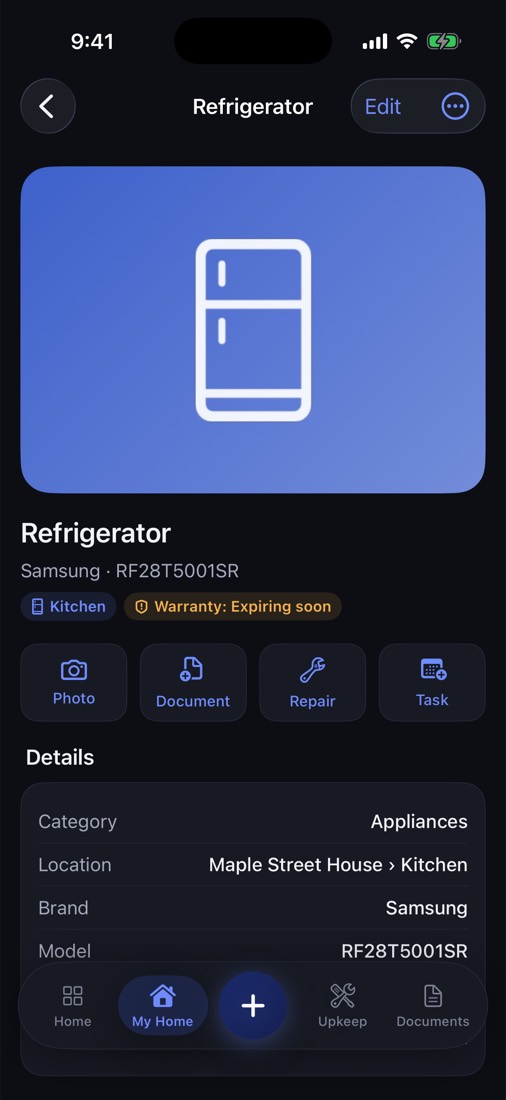 9:41
Refrigerator
Edit
Refrigerator
Samsung · RF28T5001SR
Kitchen
Warranty: Expiring soon
Photo
Document
Repair
Task
Details
Category
Appliances
Location
Maple Street House › Kitchen
Brand
Samsung
Model
RF28T5001SR
Home
My Home
Upkeep
Documents